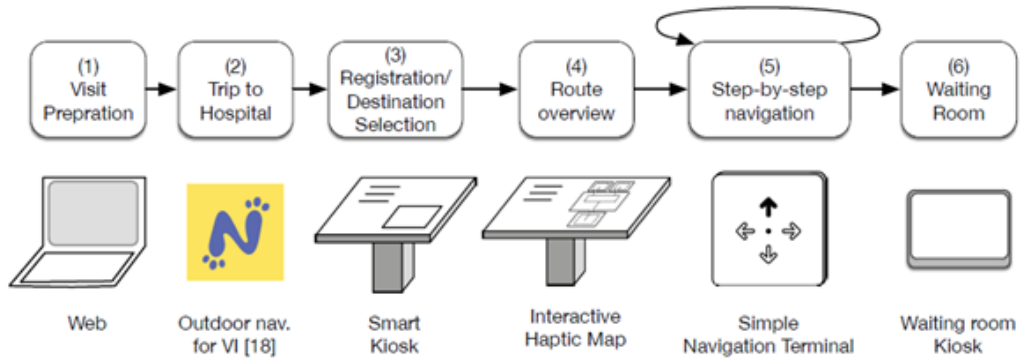 (1)
Visit
Prepration
(2)
Trip to
Hospital
(3)
Registration/
Destination
Selection
(4)
Route
overview
(5)
Step-by-step
navigation
(6)
Waiting
Room
Web
Outdoor nav.
for VI [18]
Smart
Kiosk
Interactive
Haptic Map
Simple
Navigation Terminal
Waiting room
Kiosk